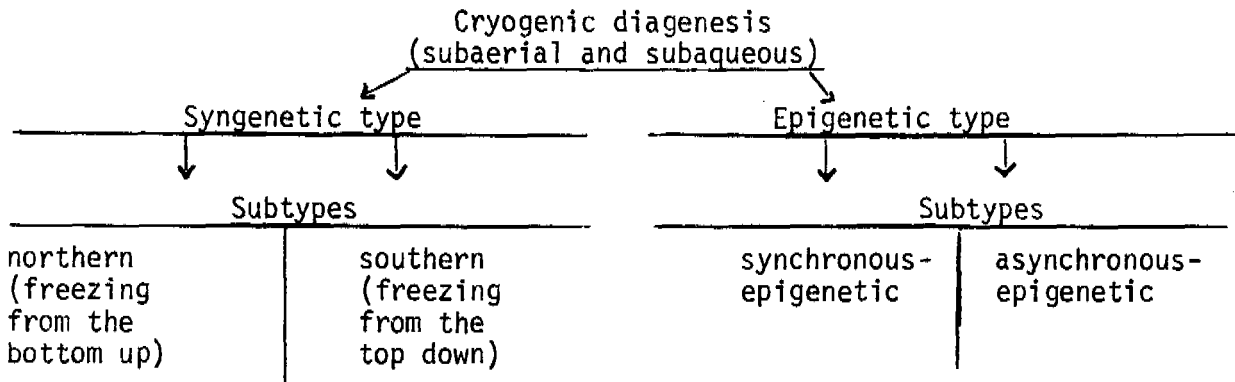 Cryogenic diagenesis
(subaerial and subaqueous)
Syngenetic type
Epigenetic type
Subtypes
Subtypes
northern
(freezing
from the
bottom up)
southern
(freezing
from the
top down)
synchronous-
epigenetic
asynchronous-
epigenetic